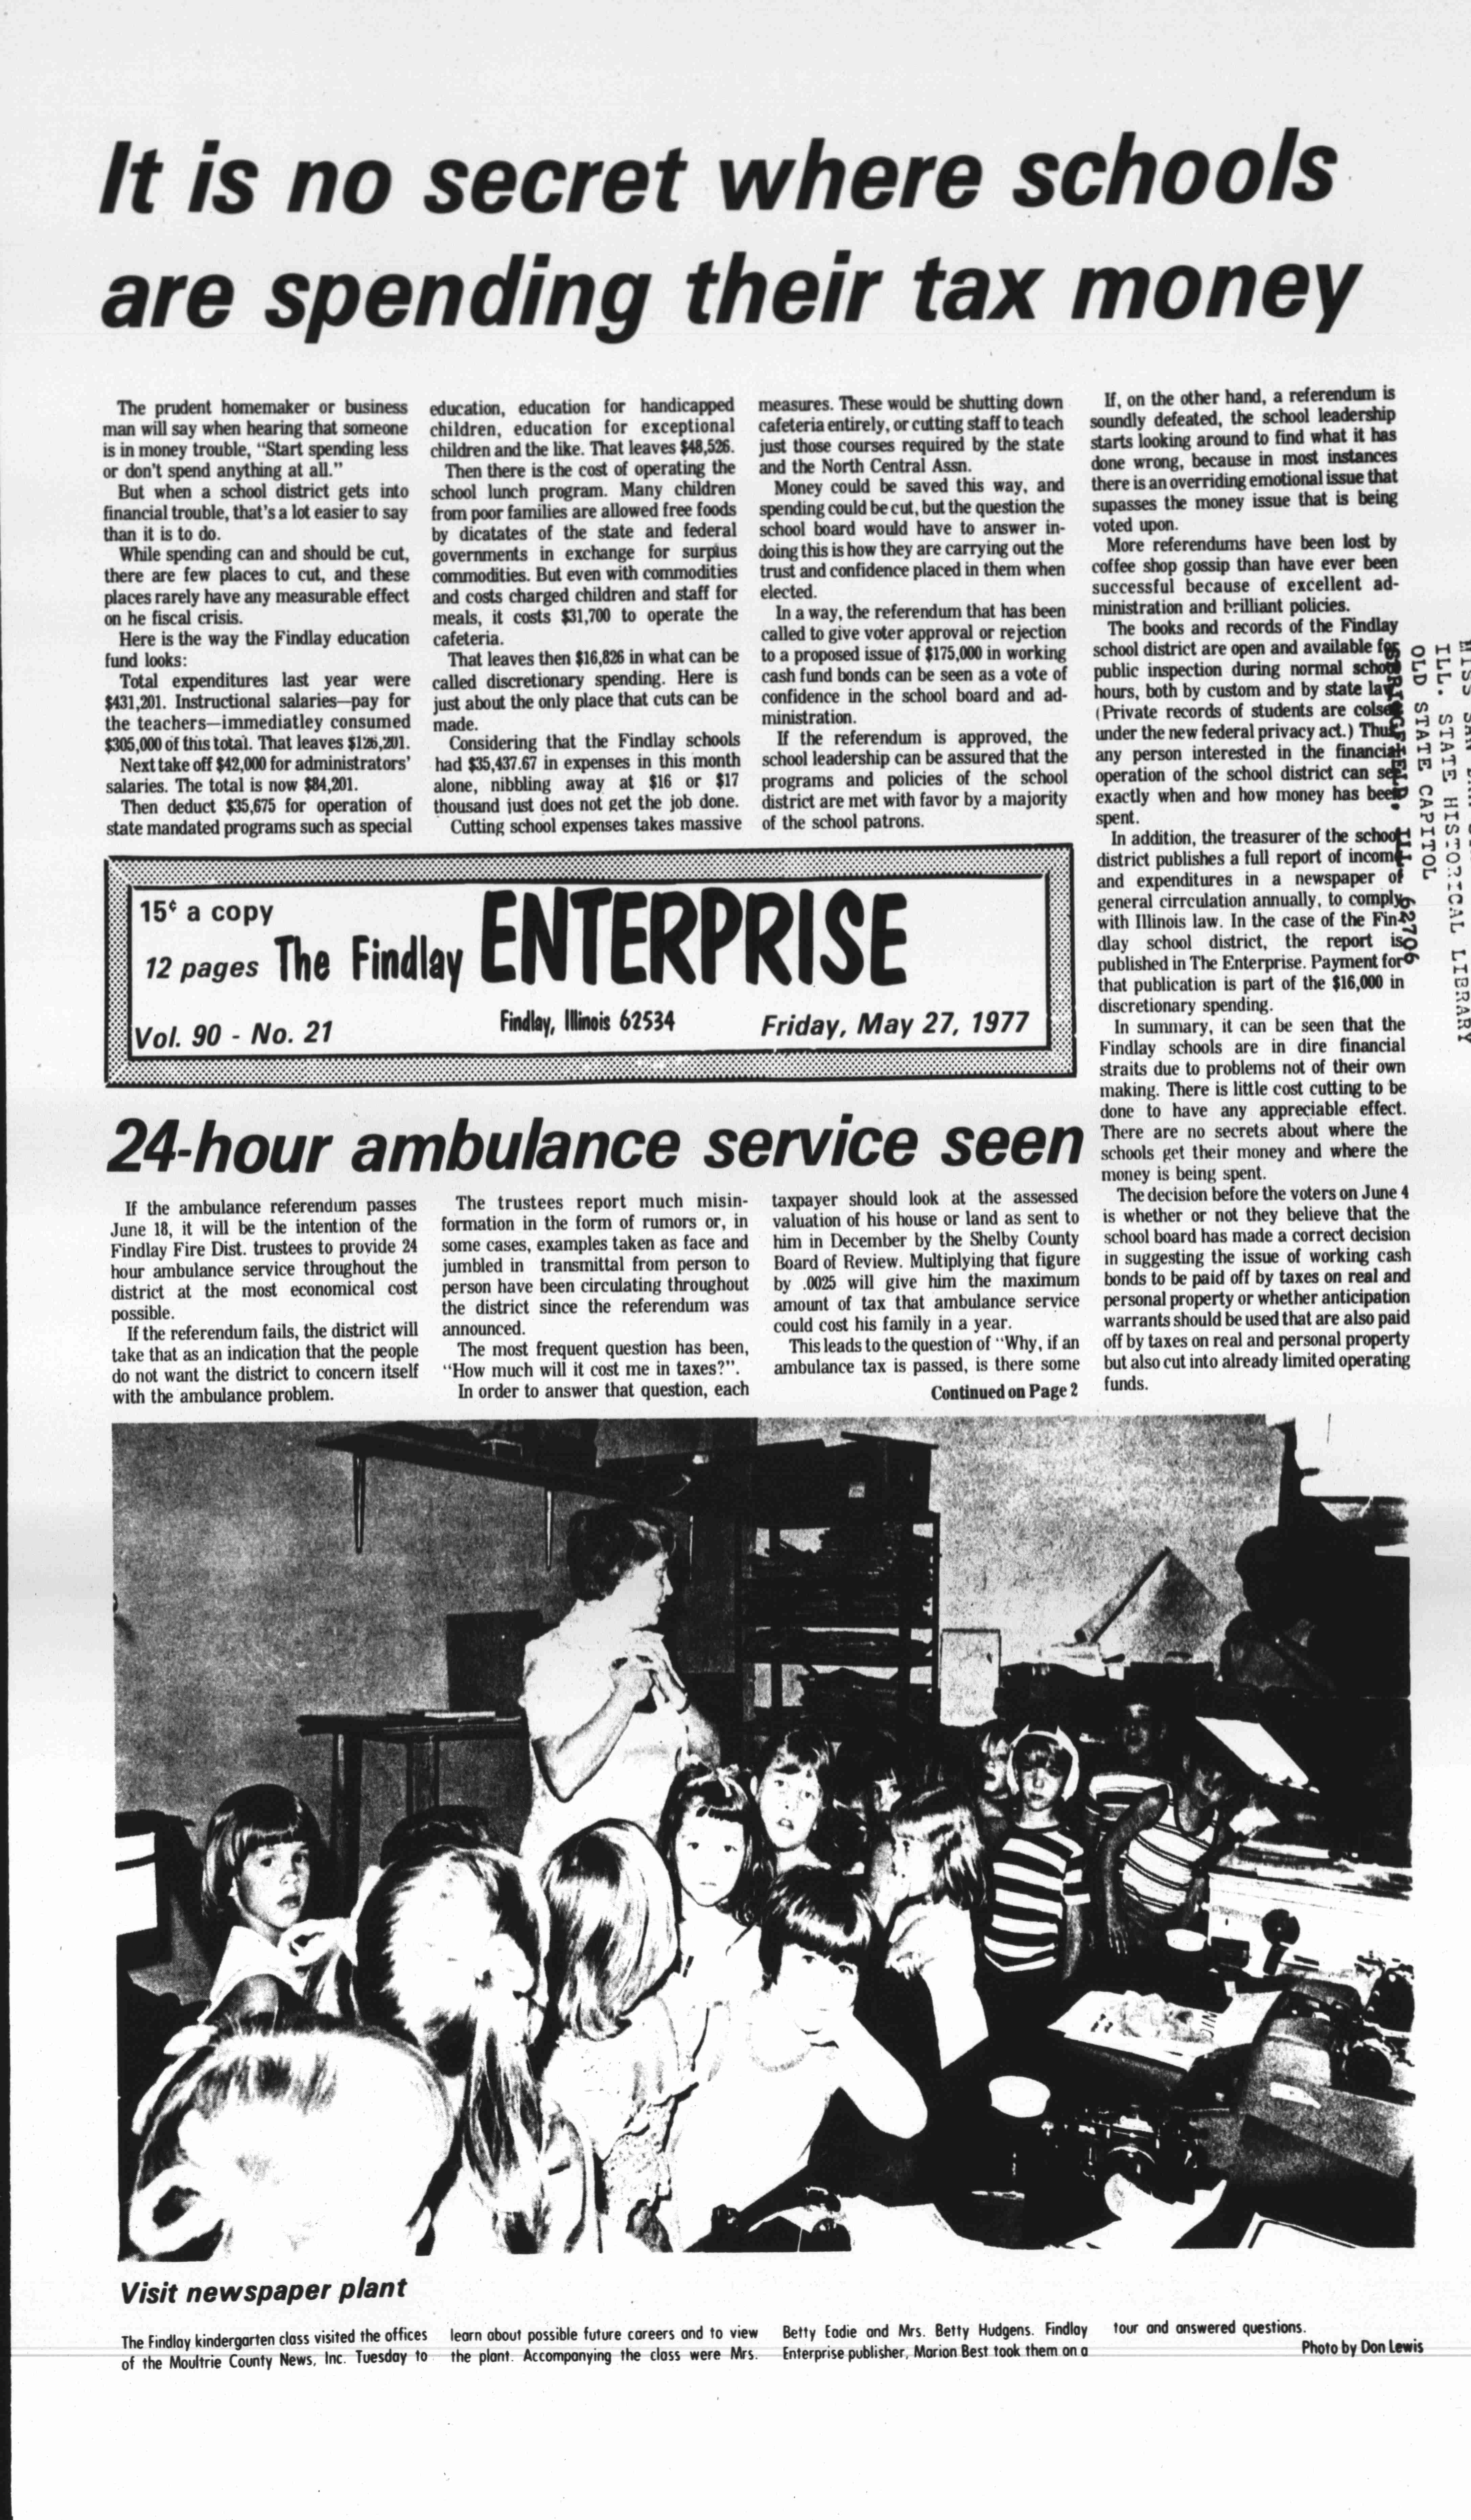 It is no secret where schools
are spending their tax money
The prudent homemaker or business
man will say when hearing that someone
is in money trouble, "Start spending less
or don't spend anything at all."
But when a school district gets into
financial trouble, that's a lot easier to say
than it is to do.
While spending can and should be cut,
there are few places to cut, and these
places rarely have any measurable effect
on he fiscal crisis.
Here is the way the Findlay education
fund looks:
Total expenditures last year were
$431,201. Instructional salaries—pay for
the teachers—immediatley consumed
$305,000 of this total. That leaves $126,201.
Next take off $42,000 for administrators'
salaries. The total is now $84,201.
Then deduct $35,675 for operation of
state mandated programs such as special
education, education for handicapped
children, education for exceptional
children and the like. That leaves $48,526.
Then there is the cost of operating the
school lunch program. Many children
from poor families are allowed free foods
by dicatates of the state and federal
governments in exchange for surplus
commodities. But even with commodities
and costs charged children and staff for
meals, it costs $31,700 to operate the
cafeteria.
That leaves then $16,826 in what can be
called discretionary spending. Here is
just about the only place that cuts can be
made.
Considering that the Findlay schools
had $35,437.67 in expenses in this month
alone, nibbling away at $16 or $17
thousand just does not get the job done.
Cutting school expenses takes massive
measures. These would be shutting down
cafeteria entirely, or cutting staff to teach
just those courses required by the state
and the North Central Assn.
Money could be saved this way, and
spending could be cut, but the question the
school board would have to answer in-
doing this is how they are carrying out the
trust and confidence placed in them when
elected.
In a way, the referendum that has been
called to give voter approval or rejection
to a proposed issue of $175,000 in working
cash fund bonds can be seen as a vote of
confidence in the school board and ad-
ministration.
If the referendum is approved, the
school leadership can be assured that the
programs and policies of the school
district are met with favor by a majority
of the school patrons.
If, on the other hand, a referendum is
soundly defeated, the school leadership
starts looking around to find what it has
done wrong, because in most instances
there is an overriding emotional issue that
supasses the money issue that is being
voted upon.
More referendums have been lost by
coffee shop gossip than have ever been
successful because of excellent ad-
ministration and brilliant policies.
The books and records of the Findlay
school district are open and available for
public inspection during normal school
hours, both by custom and by state law.
(Private records of students are colsed
under the new federal privacy act.) Thus
any person interested in the financial
operation of the school district can see
exactly when and how money has been
spent.
In addition, the treasurer of the school
district publishes a full report of income
and expenditures in a newspaper of
general cirrculation annually, to comply
with Illinois law. In the case of the Fin-
dlay school district, the report is
published in The Enterprise. Payment for
that publication is part of the $16,000 in
discretionary spending.
In summary, it can be seen that the
Findlay schools are in dire financial
straits due to problems not of their own
making. There is little cost cutting to be
done to have any appreciable effect.
There are no secrets about where the
schools get their money and where the
money is being spent.
The decision before the voters on June 4
is whether or not they believe that the
school board has made a correct decision
in suggesting the issue of working cash
bonds to be paid off by taxes on real and
personal property or whether anticipation
warrants should be used that are also paid
off by taxes on real and personal property
but also cut into already limited operating
funds.
ILL. STATE HISTORICAL LIBRARY
OLD STATE CAPITOL
ILL. 62706
15¢ a copy
12 pages
The Findlay ENTERPRISE
Vol. 90 - No. 21
Findlay, Illinois 62534
Friday, May 27, 1977
24-hour ambulance service seen
If the ambulance referendum passes
June 18, it will be the intention of the
Findlay Fire Dist. trustees to provide 24
hour ambulance service throughout the
district at the most economical cost
possible.
If the referendum fails, the district will
take that as an indication that the people
do not want the district to concern itself
with the ambulance problem.
The trustees report much misin-
formation in the form of rumors or, in
some cases, examples taken as face and
jumbled in transmittal from person to
person have been circulating throughout
the district since the referendum was
announced.
The most frequent question has been,
"How much will it cost me in taxes?".
In order to answer that question, each
taxpayer should look at the assessed
valuation of his house or land as sent to
him in December by the Shelby County
Board of Review. Multiplying that figure
by .0025 will give him the maximum
amount of tax that ambulance service
could cost his family in a year.
This leads to the question of "Why, if an
ambulance tax is passed, is there some
Continued on Page 2
Visit newspaper plant
The Findlay kindergarten class visited the offices
of the Moultrie County News, Inc. Tuesday to
learn about possible future careers and to view
the plant. Accompanying the class were Mrs.
Betty Eadie and Mrs. Betty Hudgens. Findlay
Enterprise publisher, Marion Best took them on a
tour and answered questions.
Photo by Don Lewis